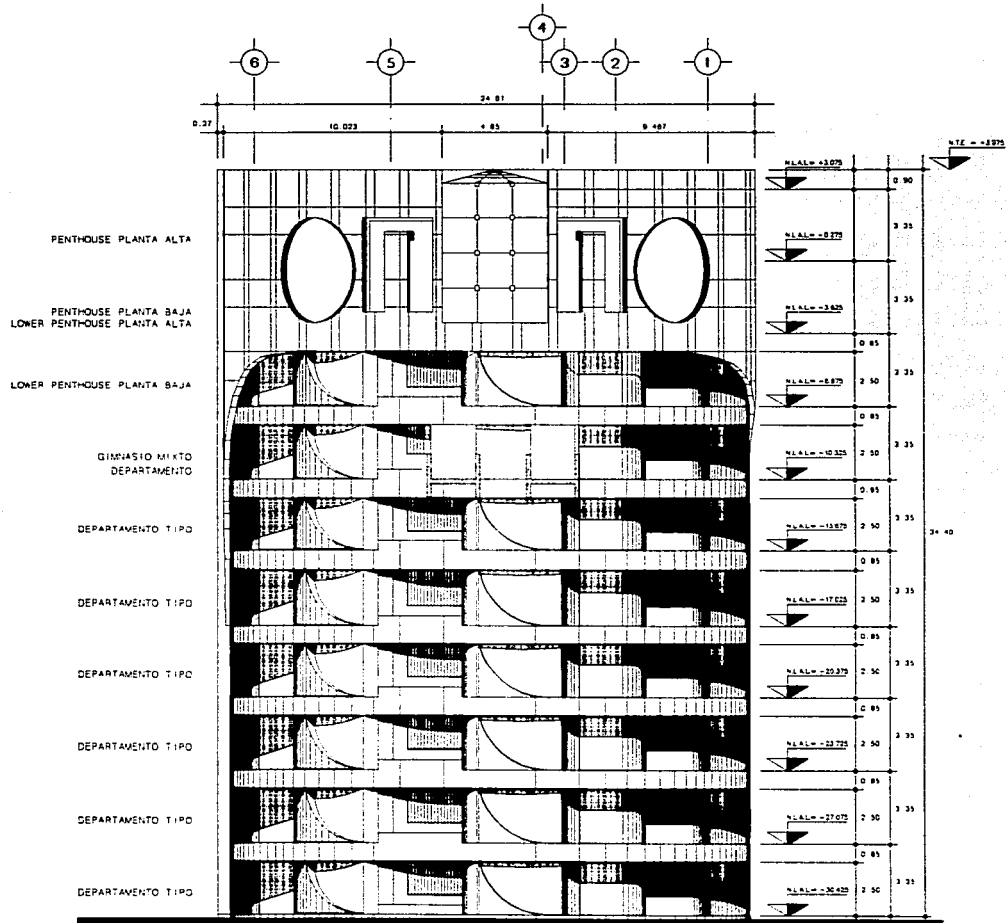 4
6
5
3
2
1
24 81
0.37
10.023
4.85
9.487
N.T.E. = +3.975
N.L.A.L.= +3.075
0 90
PENTHOUSE PLANTA ALTA
N.L.A.L.= -0.275
3 35
PENTHOUSE PLANTA BAJA
LOWER PENTHOUSE PLANTA ALTA
N.L.A.L.= -3.625
3 35
0 85
LOWER PENTHOUSE PLANTA BAJA
N.L.A.L.= -6.975
2 50
3 35
0 85
GIMNASIO MIXTO
DEPARTAMENTO
N.L.A.L.= -10.325
2 50
3 35
0 85
DEPARTAMENTO TIPO
N.L.A.L.= -13.675
2 50
3 35
34 40
0 85
DEPARTAMENTO TIPO
N.L.A.L.= -17.025
2 50
3 35
0 85
DEPARTAMENTO TIPO
N.L.A.L.= -20.375
2 50
3 35
0 85
DEPARTAMENTO TIPO
N.L.A.L.= -23.725
2 50
3 35
0 85
DEPARTAMENTO TIPO
N.L.A.L.= -27.075
2 50
3 35
0 85
DEPARTAMENTO TIPO
N.L.A.L.= -30.425
2 50
3 35